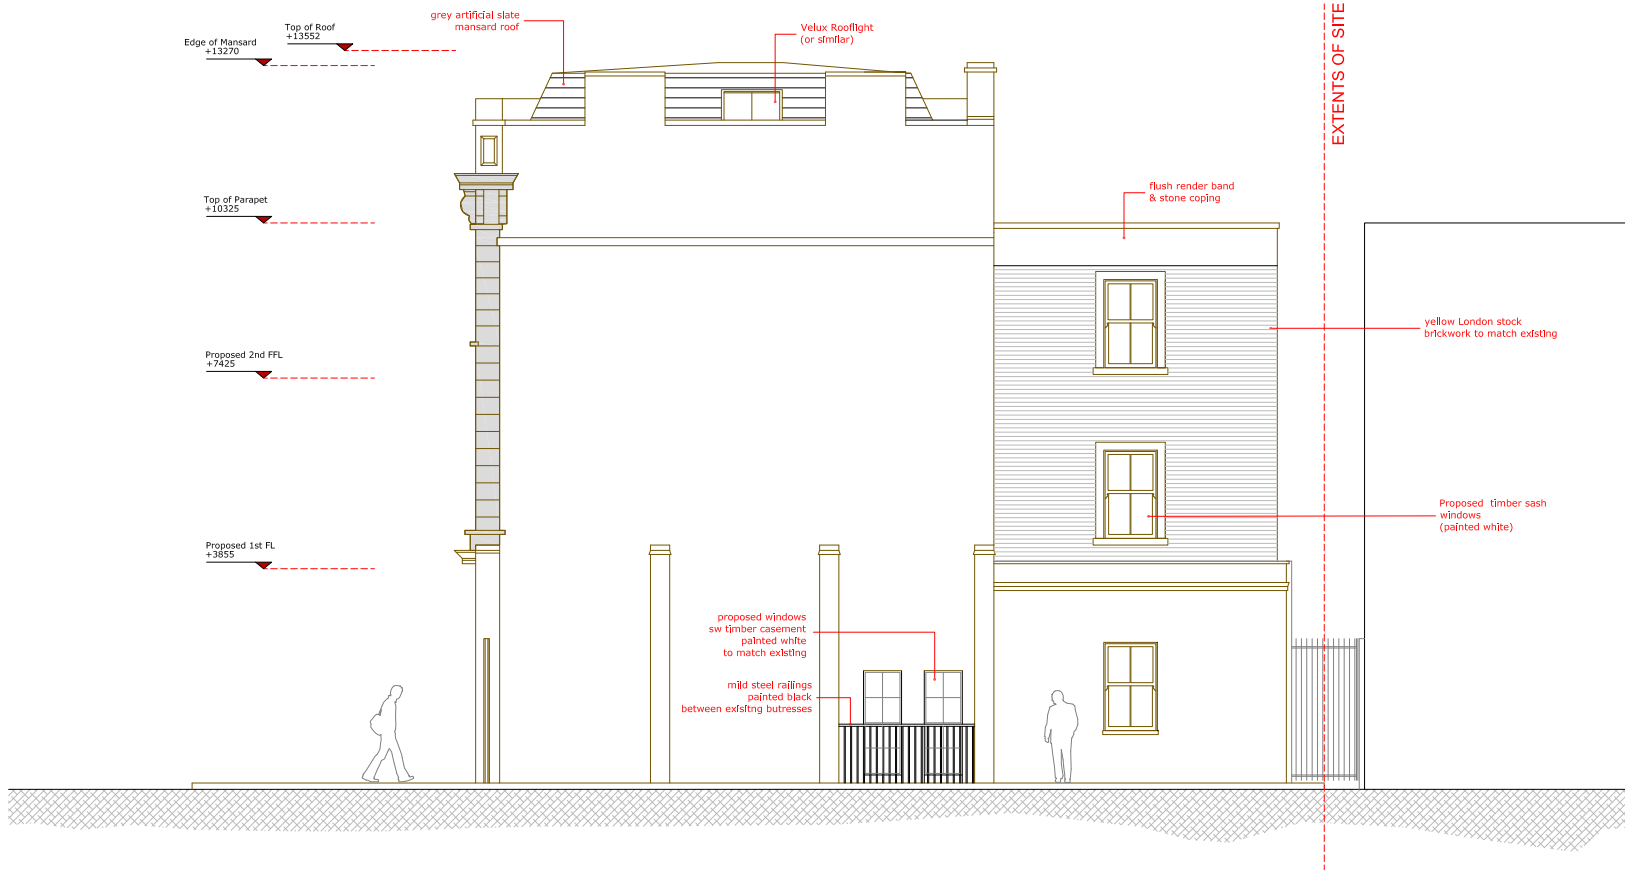 grey artificial slate
mansard roof
Top of Roof
+13552
Edge of Mansard
+13270
Velux Rooflight
(or similar)
EXTENTS OF SITE
flush render band
& stone coping
Top of Parapet
+10325
yellow London stock
brickwork to match existing
Proposed 2nd FFL
+7425
Proposed timber sash
windows
(painted white)
Proposed 1st FL
+3855
proposed windows
sw timber casement
painted white
to match existing
mild steel railings
painted black
between exisitng butresses